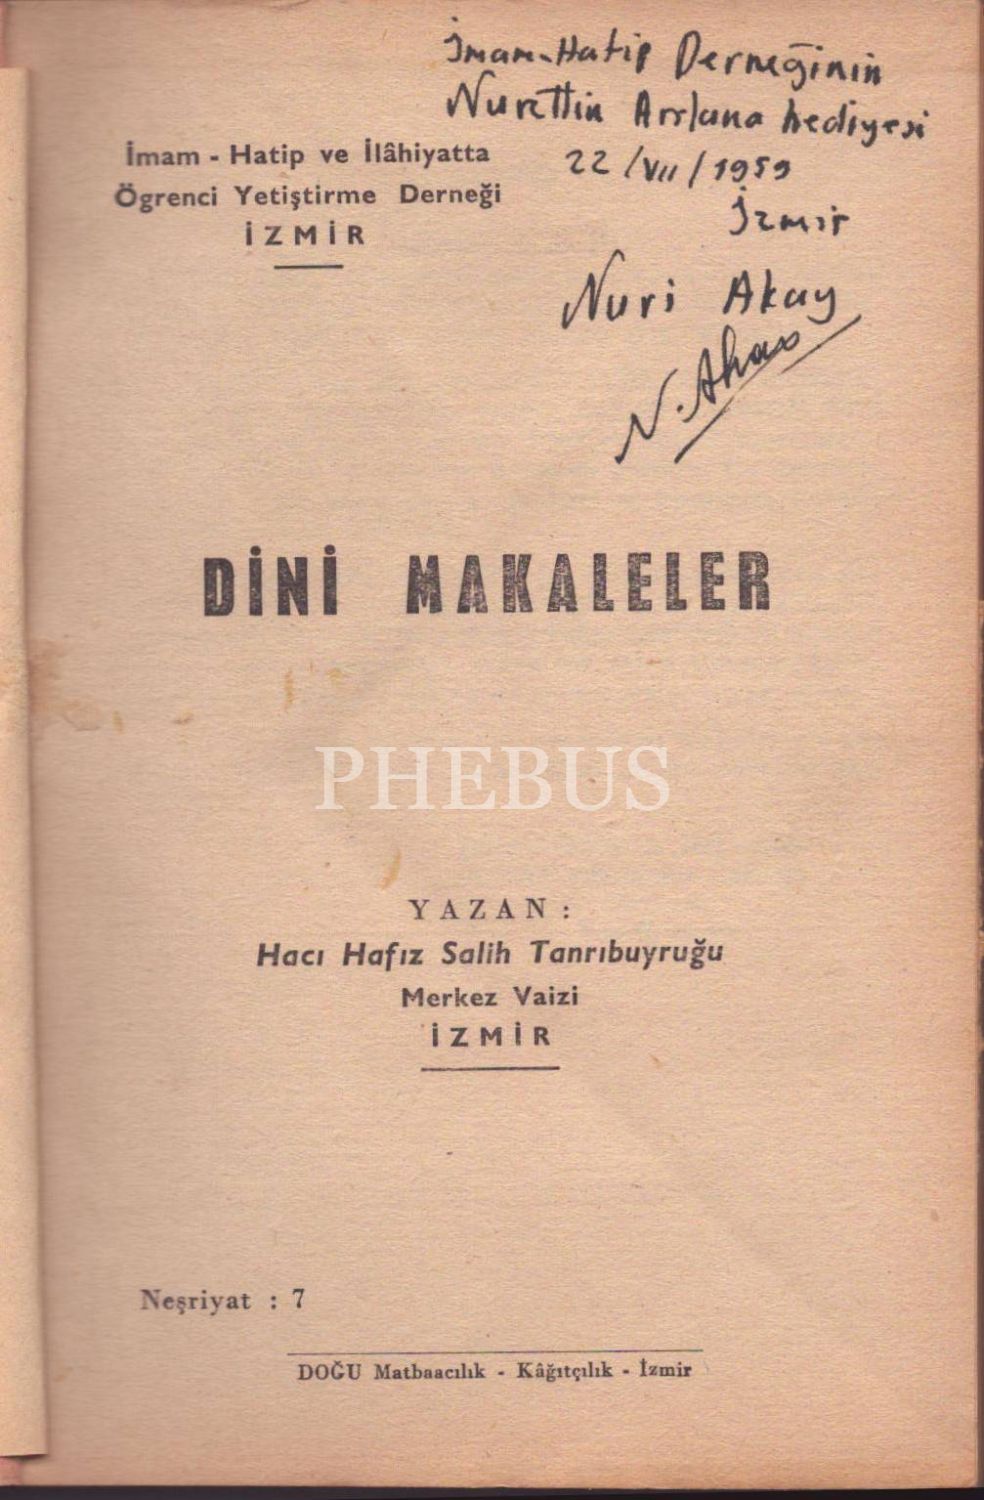 İmam-Hatip Derneğinin
Nurettin Arslana hediyesi
22/VII/1959
İzmir
Nuri Akay
İmam - Hatip ve İlâhiyatta
Ögrenci Yetiştirme Derneği
İZMİR
DİNİ MAKALELER
PHEBUS
YAZAN :
Hacı Hafız Salih Tanrıbuyruğu
Merkez Vaizi
İZMİR
Neşriyat : 7
DOĞU Matbaacılık - Kâğıtçılık - İzmir